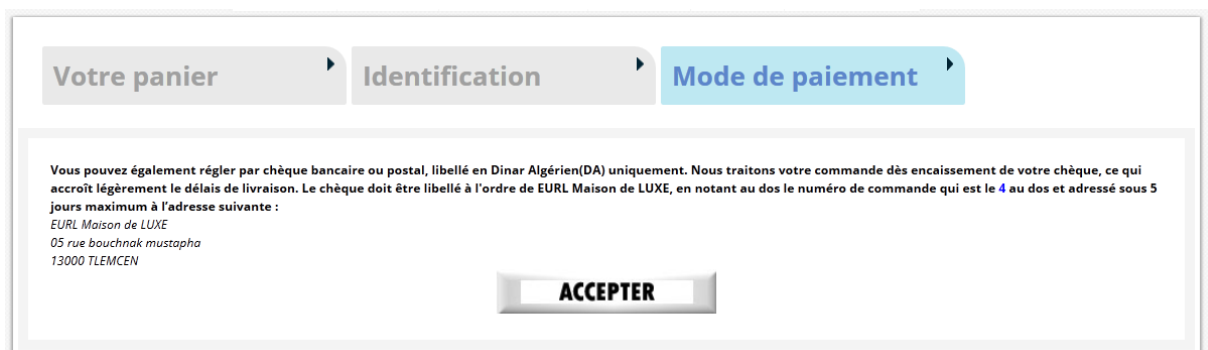 Votre panier
Identification
Mode de paiement
Vous pouvez également régler par chèque bancaire ou postal, libellé en Dinar Algérien(DA) uniquement. Nous traitons votre commande dès encaissement de votre chèque, ce qui
accroît légèrement le délais de livraison. Le chèque doit être libellé à l'ordre de EURL Maison de LUXE, en notant au dos le numéro de commande qui est le 4 au dos et adressé sous 5
jours maximum à l'adresse suivante :
EURL Maison de LUXE
05 rue bouchnak mustapha
13000 TLEMCEN
ACCEPTER